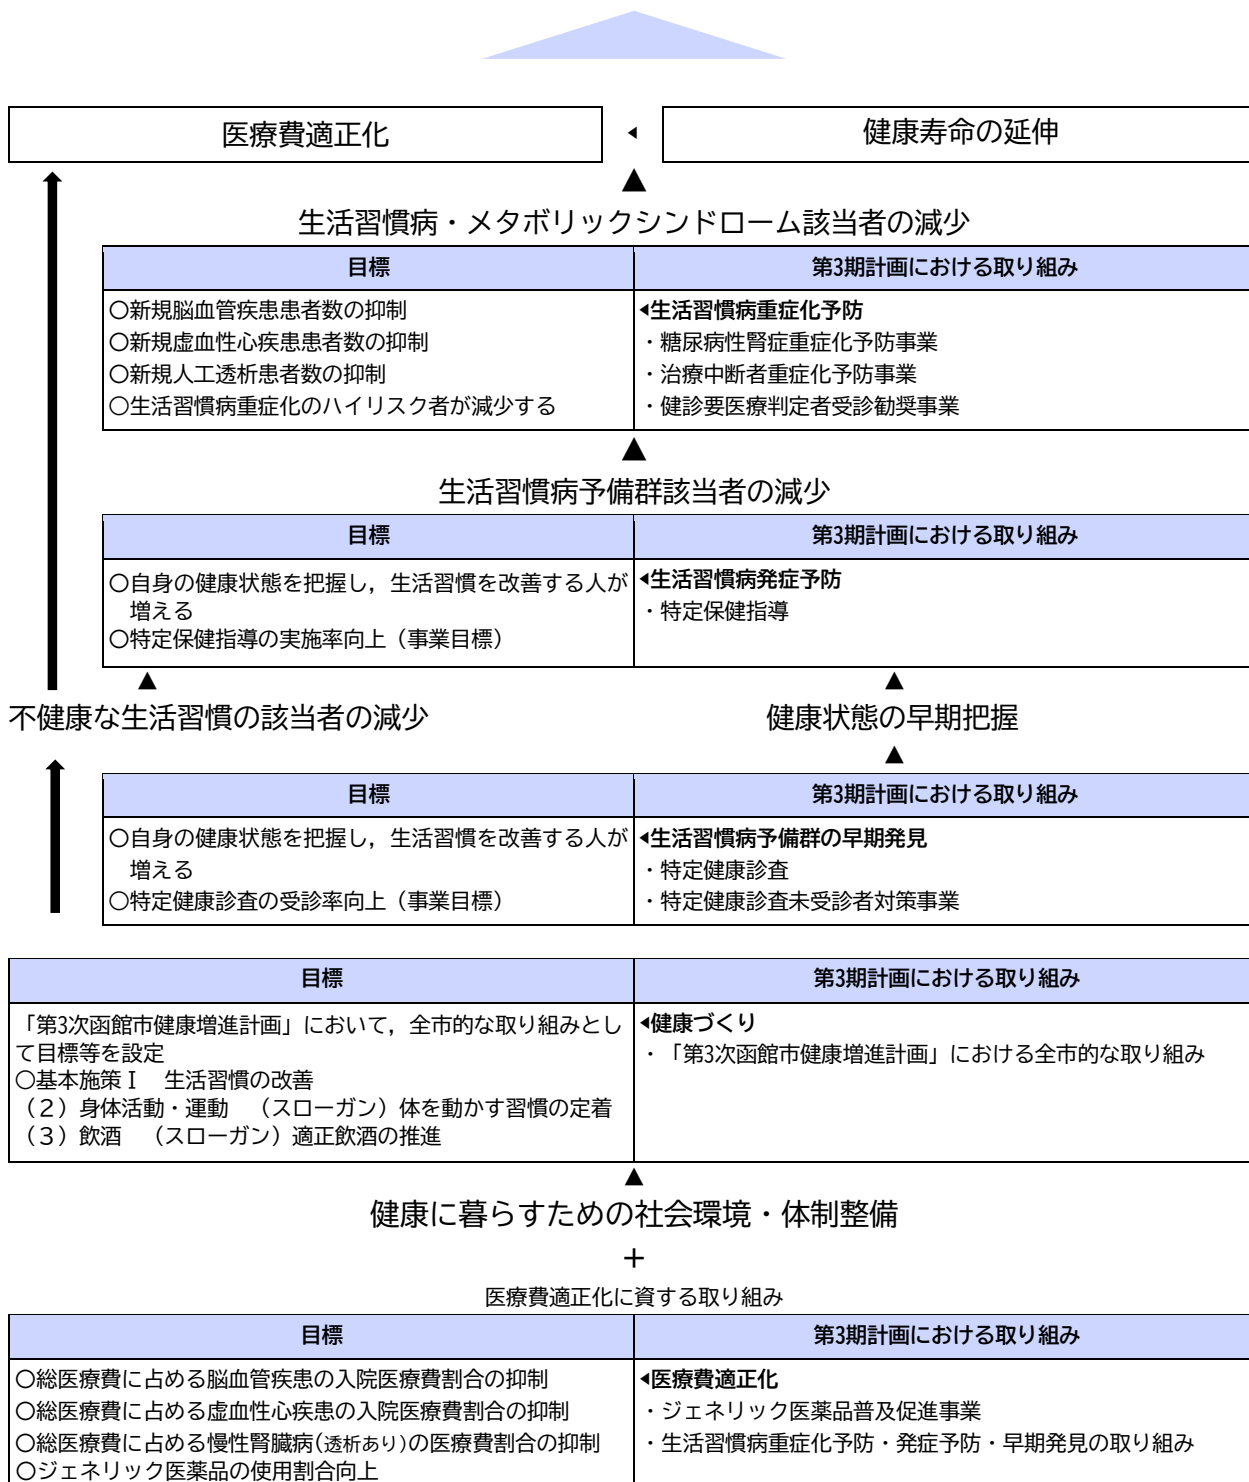 医療費適正化
健康寿命の延伸
生活習慣病・メタボリックシンドローム該当者の減少
目標
第3期計画における取り組み
○新規脳血管疾患患者数の抑制
○新規虚血性心疾患患者数の抑制
○新規人工透析患者数の抑制
○生活習慣病重症化のハイリスク者が減少する
◀生活習慣病重症化予防
・糖尿病性腎症重症化予防事業
・治療中断者重症化予防事業
・健診要医療判定者受診勧奨事業
生活習慣病予備群該当者の減少
目標
第3期計画における取り組み
○自身の健康状態を把握し，生活習慣を改善する人が
増える
○特定保健指導の実施率向上（事業目標）
◀生活習慣病発症予防
・特定保健指導
不健康な生活習慣の該当者の減少
健康状態の早期把握
目標
第3期計画における取り組み
○自身の健康状態を把握し，生活習慣を改善する人が
増える
○特定健康診査の受診率向上（事業目標）
◀生活習慣病予備群の早期発見
・特定健康診査
・特定健康診査未受診者対策事業
目標
第3期計画における取り組み
「第3次函館市健康増進計画」において，全市的な取り組みとし
て目標等を設定
○基本施策Ⅰ　生活習慣の改善
（２）身体活動・運動　（スローガン）体を動かす習慣の定着
（３）飲酒　（スローガン）適正飲酒の推進
◀健康づくり
・「第3次函館市健康増進計画」における全市的な取り組み
健康に暮らすための社会環境・体制整備
＋
医療費適正化に資する取り組み
目標
第3期計画における取り組み
○総医療費に占める脳血管疾患の入院医療費割合の抑制
○総医療費に占める虚血性心疾患の入院医療費割合の抑制
○総医療費に占める慢性腎臓病(透析あり)の医療費割合の抑制
○ジェネリック医薬品の使用割合向上
◀医療費適正化
・ジェネリック医薬品普及促進事業
・生活習慣病重症化予防・発症予防・早期発見の取り組み